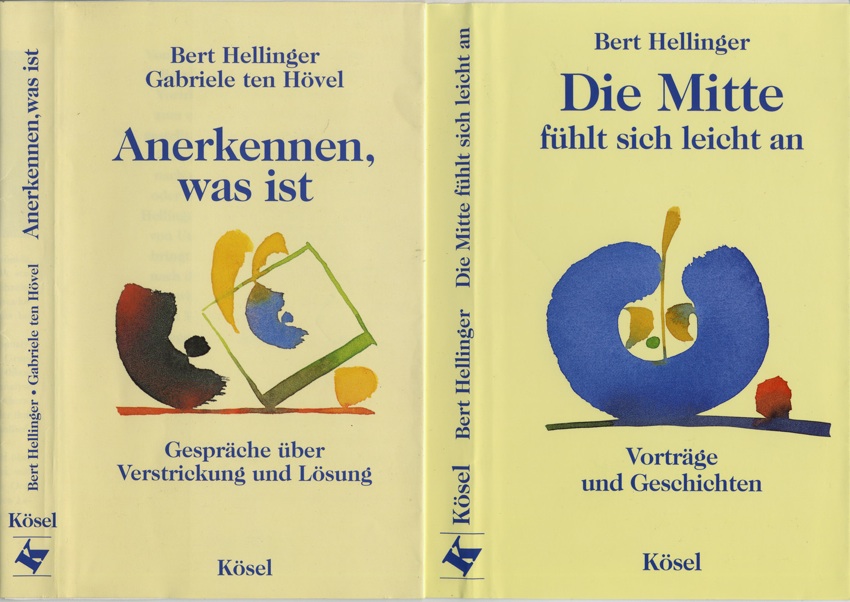 Anerkennen, was ist
Bert Hellinger • Gabriele ten Hövel
Kösel
K
Bert Hellinger
Gabriele ten Hövel
Anerkennen,
was ist
Gespräche über
Verstrickung und Lösung
Kösel
Die Mitte fühlt sich leicht an
Bert Hellinger
Kösel
K
Bert Hellinger
Die Mitte
fühlt sich leicht an
Vorträge
und Geschichten
Kösel